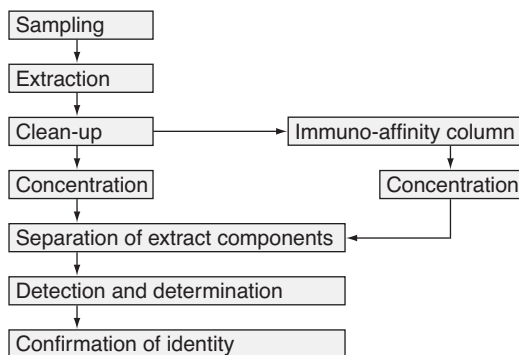 Sampling
Extraction
Clean-up
Immuno-affinity column
Concentration
Concentration
Separation of extract components
Detection and determination
Confirmation of identity